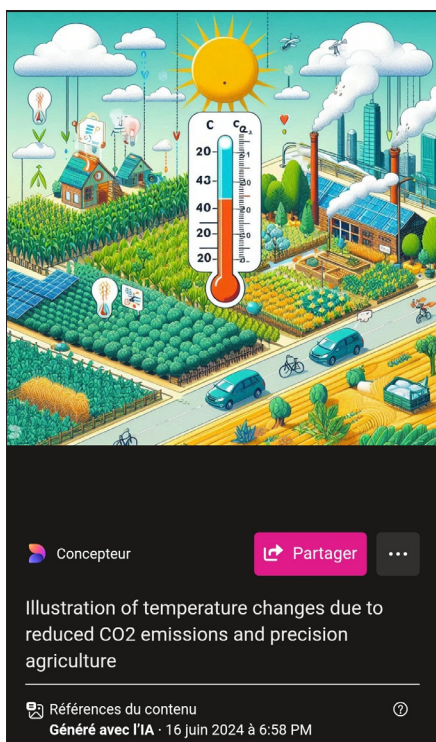 C
20
43
40
20
20
Concepteur
Partager
Illustration of temperature changes due to
reduced CO2 emissions and precision
agriculture
Références du contenu
Généré avec l'IA · 16 juin 2024 à 6:58 PM